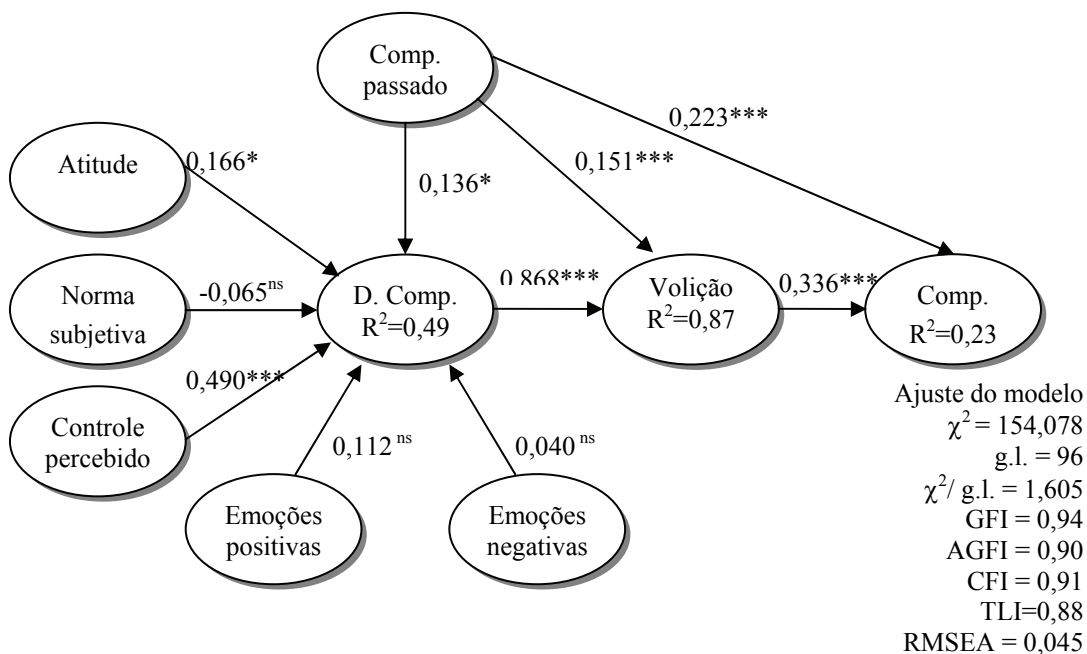 Comp.
passado
0,223***
Atitude
0,166*
0,151***
0,136*
Norma
subjetiva
-0,065ns
D. Comp.
R2=0,49
0,868***
Volição
R2=0,87
0,336***
Comp.
R2=0,23
0,490***
Controle
percebido
0,112 ns
0,040 ns
Emoções
positivas
Emoções
negativas
Ajuste do modelo
χ2 = 154,078
g.l. = 96
χ2/ g.l. = 1,605
GFI = 0,94
AGFI = 0,90
CFI = 0,91
TLI=0,88
RMSEA = 0,045